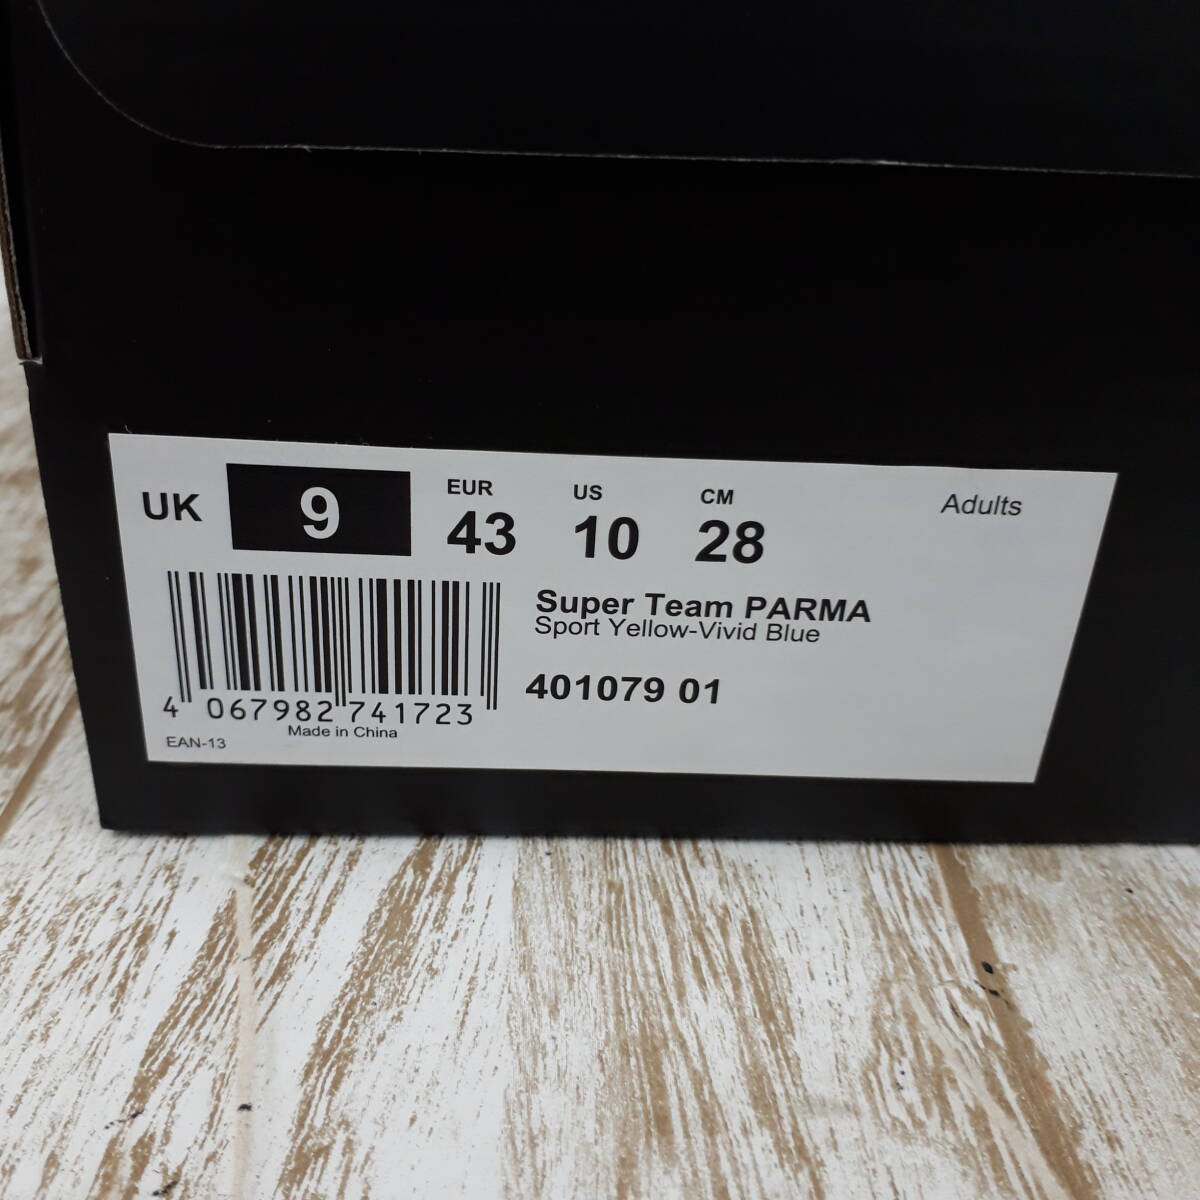 UK 9
EUR 43
US 10
CM 28
Adults
Super Team PARMA
Sport Yellow-Vivid Blue
401079 01
4 067982 741723
Made in China
EAN-13